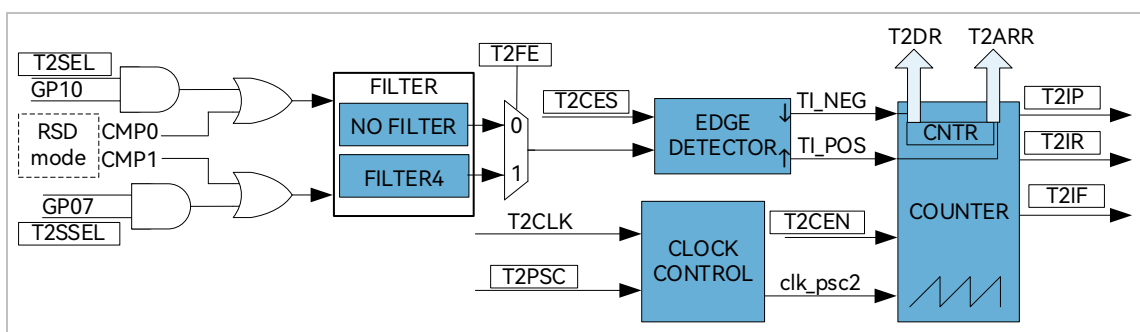 T2SEL
GP10
RSD
mode
CMP0
CMP1
GP07
T2SSEL
FILTER
NO FILTER
FILTER4
T2FE
0
1
T2CES
EDGE
DETECTOR
↓
↑
TI_NEG
TI_POS
T2CLK
T2PSC
CLOCK
CONTROL
T2CEN
clk_psc2
T2DR
T2ARR
CNTR
COUNTER
T2IP
T2IR
T2IF